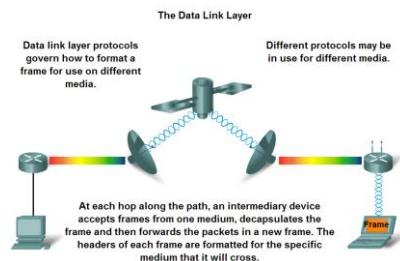 The Data Link Layer
Data link layer protocols
govern how to format a
frame for use on different
media.
Different protocols may be
in use for different media.
At each hop along the path, an intermediary device
accepts frames from one medium, decapsulates the
frame and then forwards the packets in a new frame. The
headers of each frame are formatted for the specific
medium that it will cross.
Frame